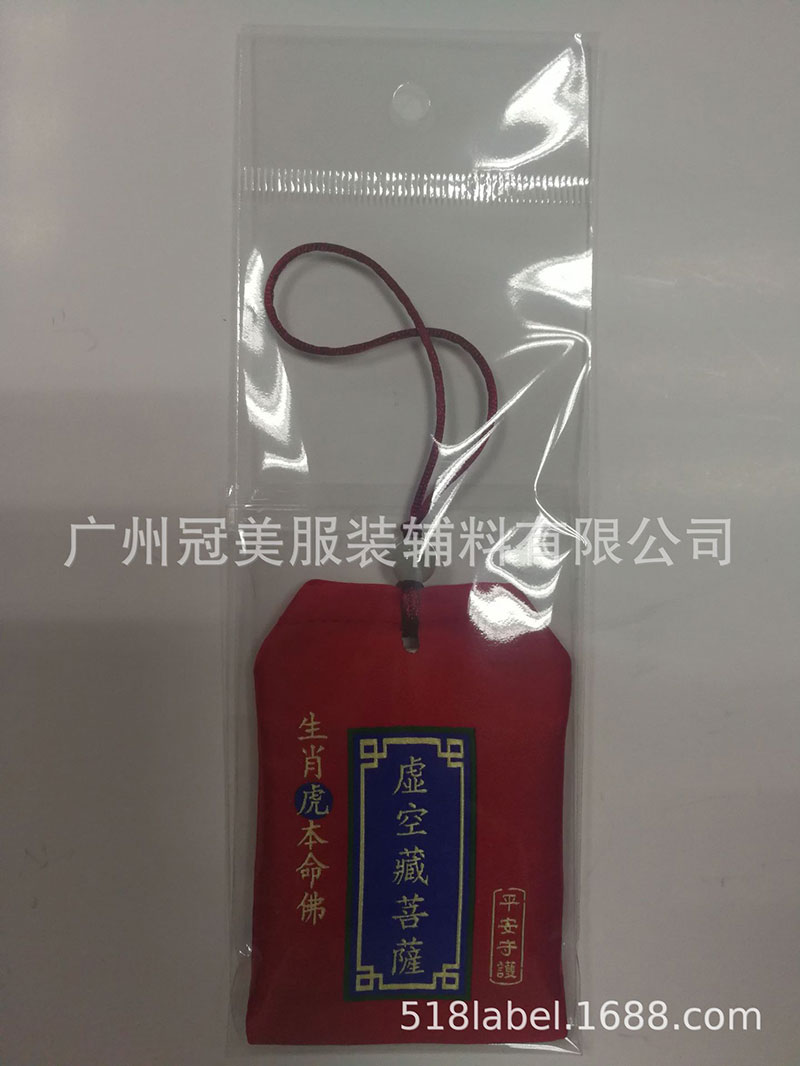 广州冠美服装辅料有限公司
生肖虎本命佛
虛空藏菩薩
平安守護
518label.1688.com